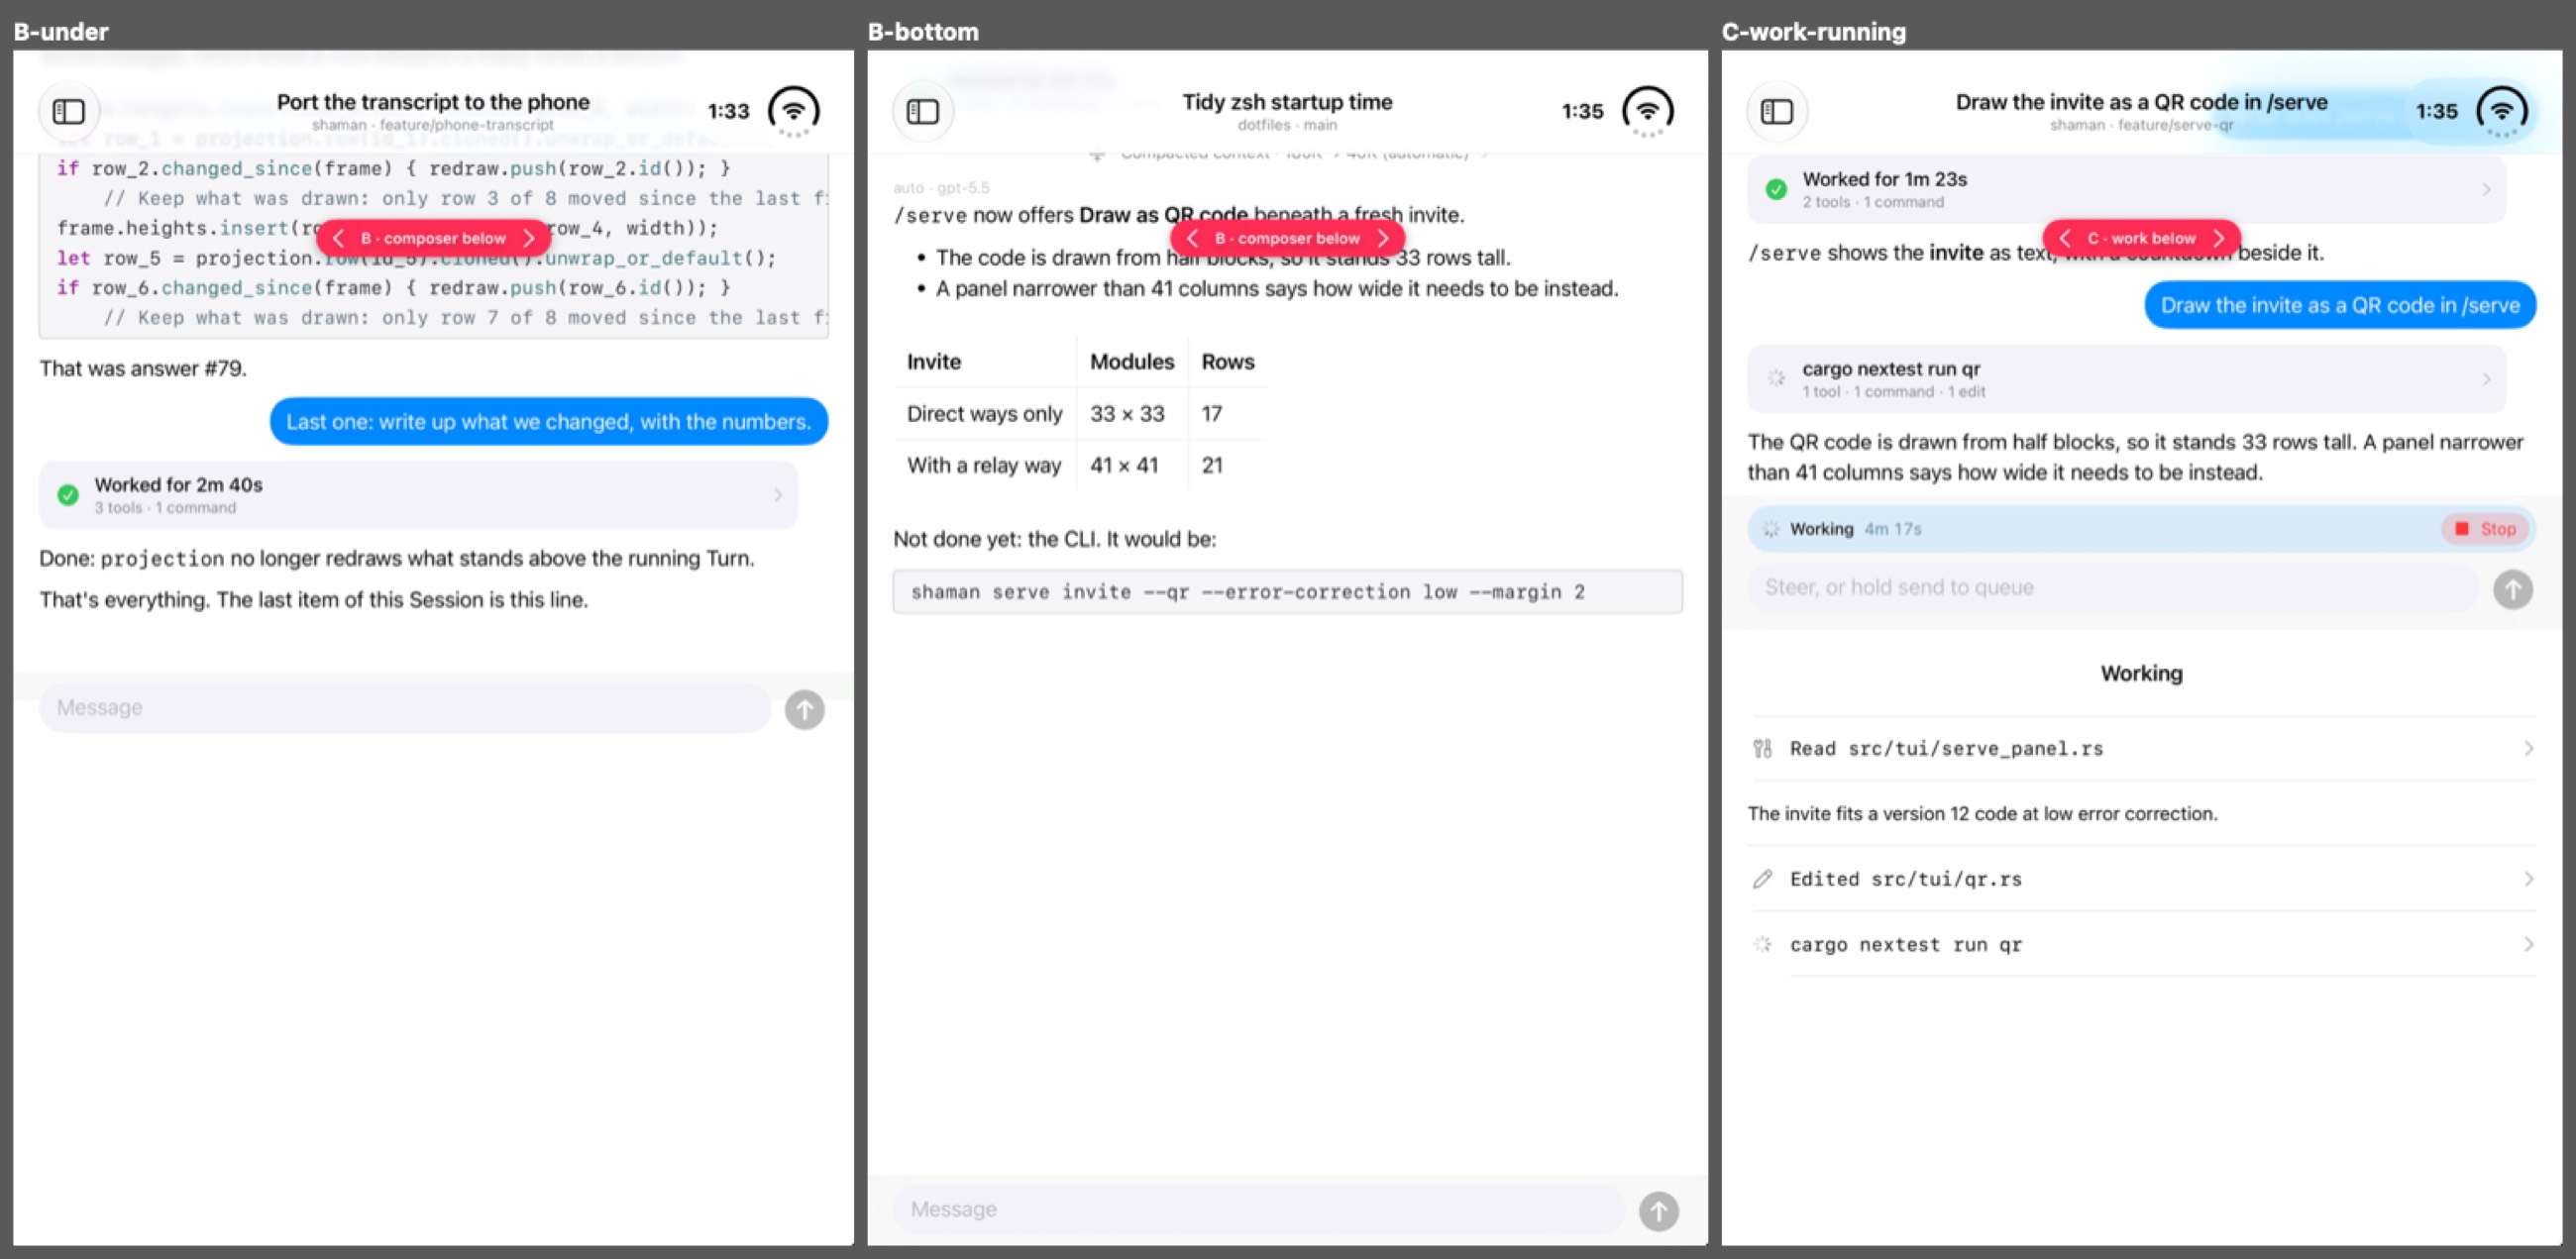 B-under
Port the transcript to the phone
shaman · feature/phone-transcript
1:33
if row_2.changed_since(frame) { redraw.push(row_2.id()); }
// Keep what was drawn: only row 3 of 8 moved since the last
frame.heights.insert(
row_4, width));
B · composer below
let row_5 = projection.row(id_5).cloned().unwrap_or_default();
if row_6.changed_since(frame) { redraw.push(row_6.id()); }
// Keep what was drawn: only row 7 of 8 moved since the last
That was answer #79.
Last one: write up what we changed, with the numbers.
Worked for 2m 40s
3 tools · 1 command
Done: projection no longer redraws what stands above the running Turn.
That's everything. The last item of this Session is this line.
Message
B-bottom
Tidy zsh startup time
dotfiles · main
1:35
auto · gpt-5.5
/serve now offers Draw as QR code beneath a fresh invite.
B · composer below
• The code is drawn from half blocks, so it stands 33 rows tall.
• A panel narrower than 41 columns says how wide it needs to be instead.
Invite Modules Rows
Direct ways only 33 × 33 17
With a relay way 41 × 41 21
Not done yet: the CLI. It would be:
shaman serve invite --qr --error-correction low --margin 2
Message
C-work-running
Draw the invite as a QR code in /serve
shaman · feature/serve-qr
1:35
Worked for 1m 23s
2 tools · 1 command
C · work below
/serve shows the invite as text, with a countdown beside it.
Draw the invite as a QR code in /serve
cargo nextest run qr
1 tool · 1 command · 1 edit
The QR code is drawn from half blocks, so it stands 33 rows tall. A panel narrower
than 41 columns says how wide it needs to be instead.
Working 4m 17s
Stop
Steer, or hold send to queue
Working
Read src/tui/serve_panel.rs
The invite fits a version 12 code at low error correction.
Edited src/tui/qr.rs
cargo nextest run qr